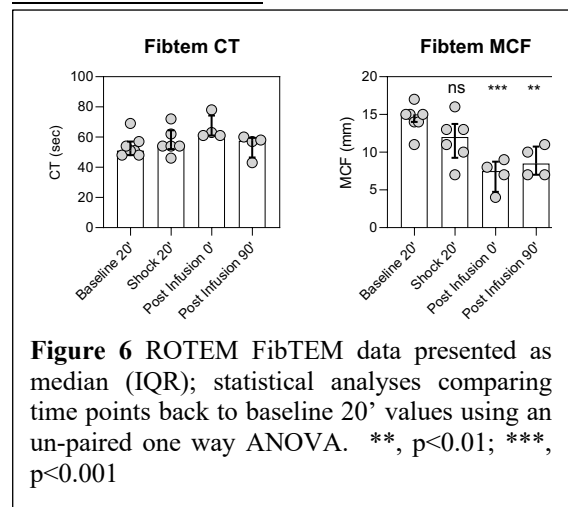 Fibtem CT
Fibtem MCF
100
80
60
40
20
0
CT (sec)
Baseline 20'
Shock 20'
Post Infusion 0'
Post Infusion 90'
20
15
10
5
0
MCF (mm)
ns
***
**
Baseline 20'
Shock 20'
Post Infusion 0'
Post Infusion 90'
Figure 6 ROTEM FibTEM data presented as
median (IQR); statistical analyses comparing
time points back to baseline 20’ values using an
un-paired one way ANOVA. **, p<0.01; ***,
p<0.001